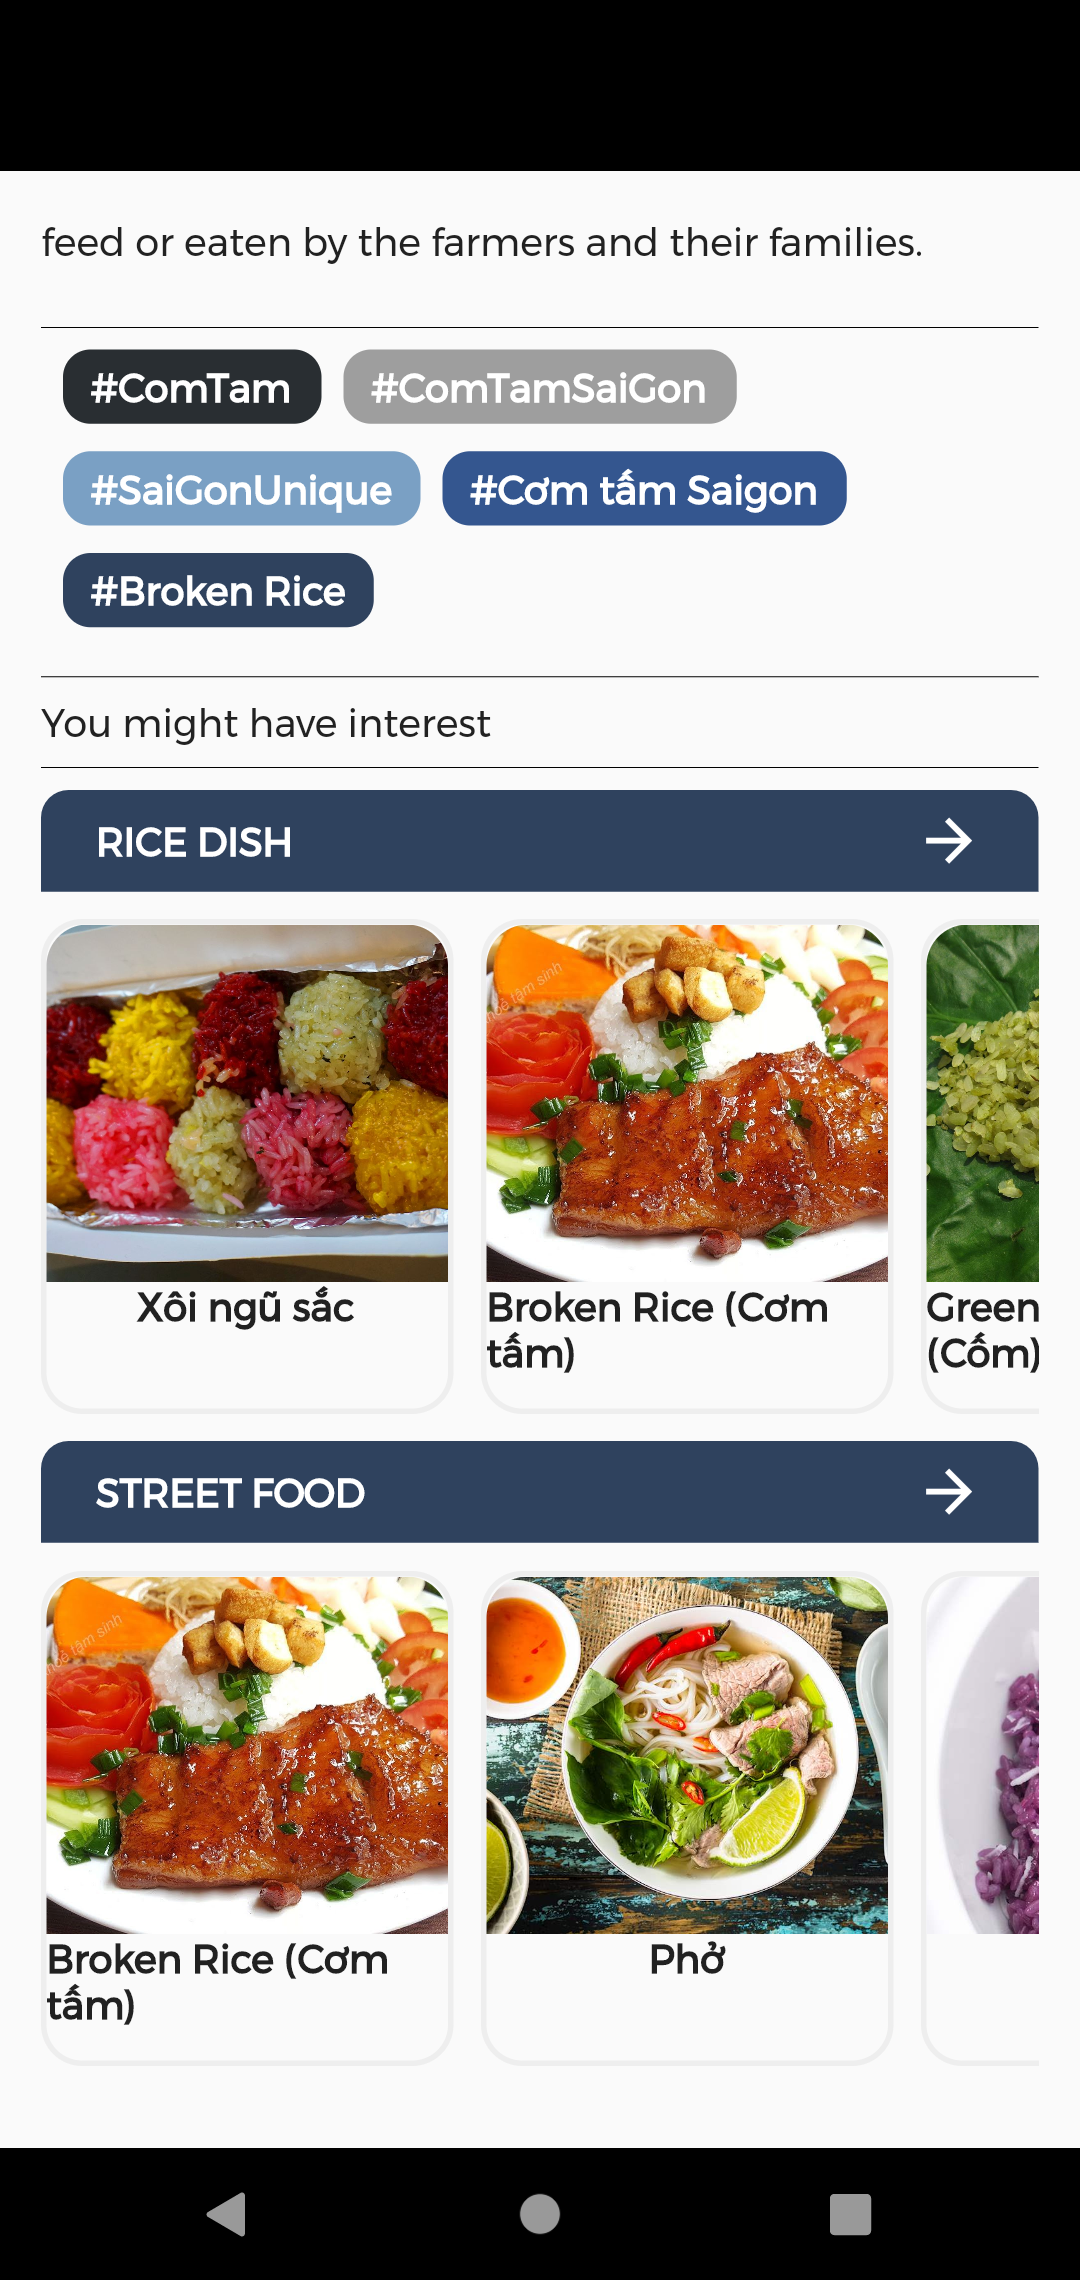 feed or eaten by the farmers and their families.
#ComTam #ComTamSaiGon
#SaiGonUnique #Cơm tấm Saigon
#Broken Rice
You might have interest
RICE DISH
Xôi ngũ sắc
Broken Rice (Cơm
tấm)
Green
(Cốm)
STREET FOOD
tâm sinh
Broken Rice (Cơm
tấm)
Phở